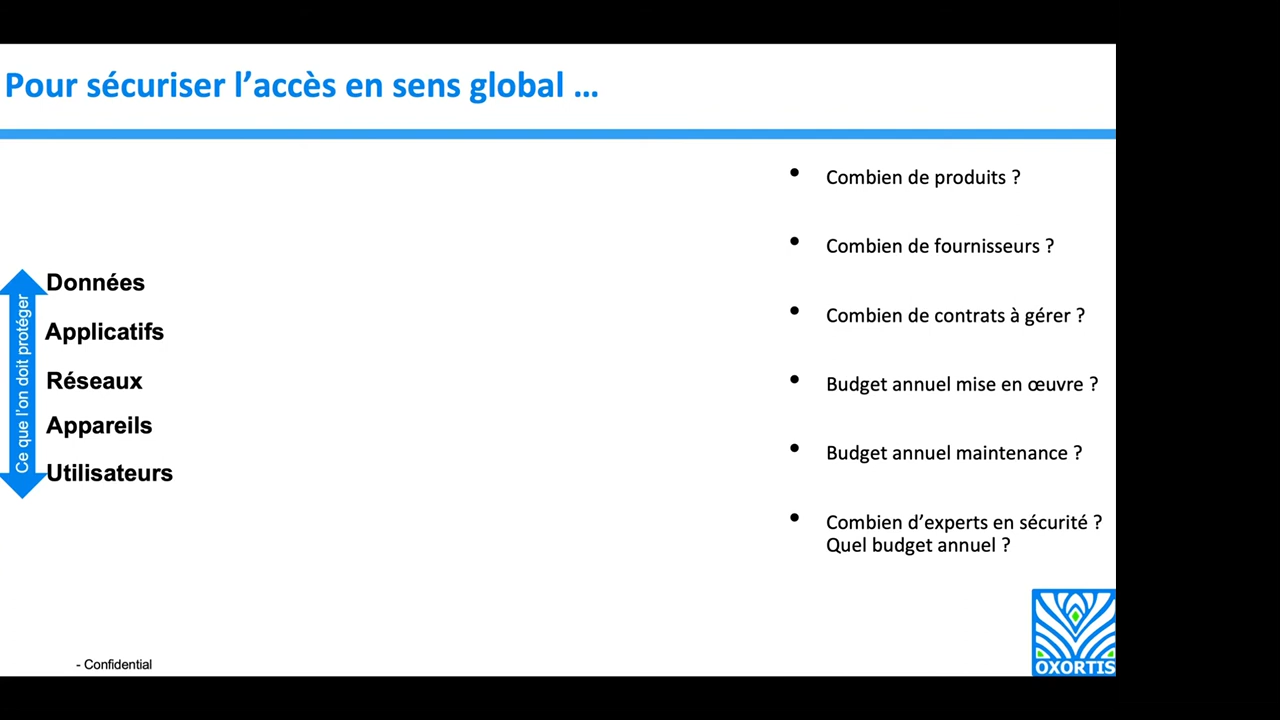 Pour sécuriser l’accès en sens global ...
Ce que l'on doit protéger
Données
Applicatifs
Réseaux
Appareils
Utilisateurs
• Combien de produits ?
• Combien de fournisseurs ?
• Combien de contrats à gérer ?
• Budget annuel mise en œuvre ?
• Budget annuel maintenance ?
• Combien d’experts en sécurité ?
Quel budget annuel ?
- Confidential
OXORTIS